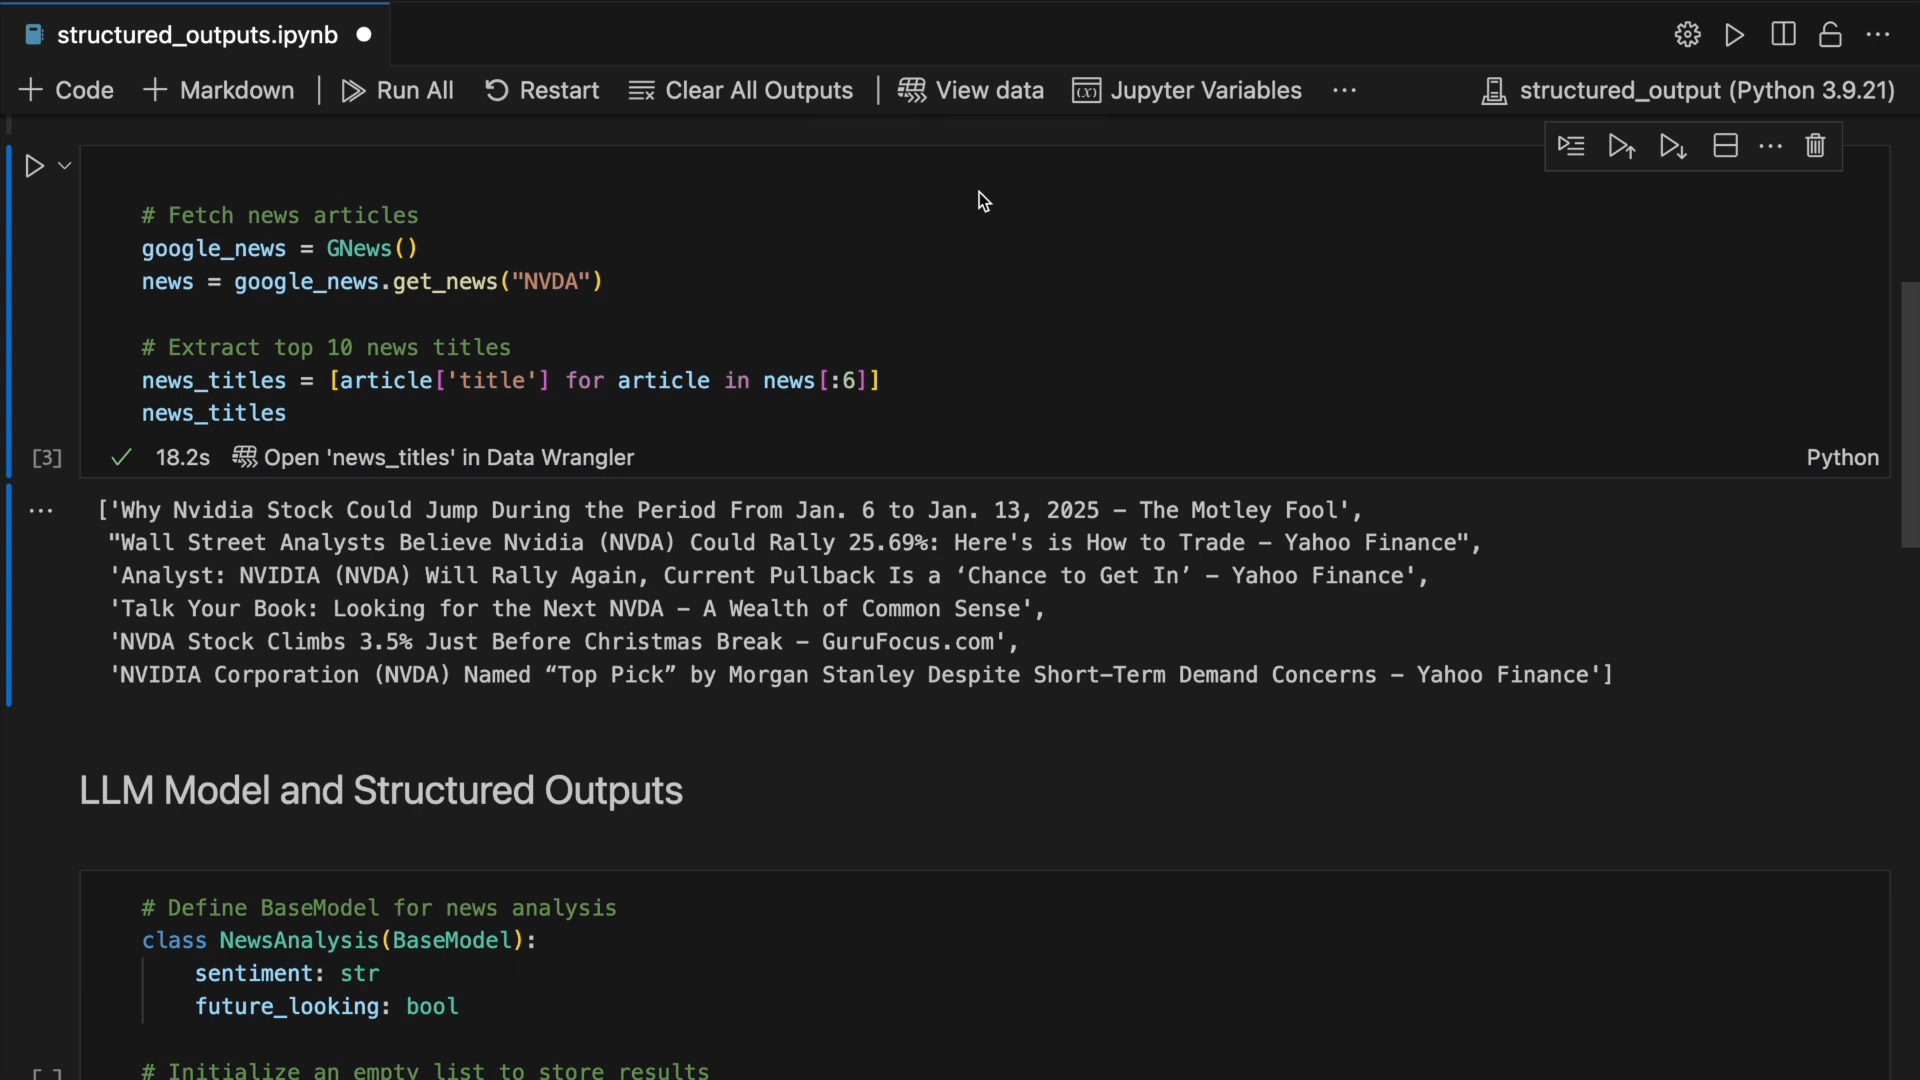 structured_outputs.ipynb
+ Code + Markdown | Run All Restart Clear All Outputs | View data Jupyter Variables ... structured_output (Python 3.9.21)
# Fetch news articles
google_news = GNews()
news = google_news.get_news("NVDA")
# Extract top 10 news titles
news_titles = [article['title'] for article in news[:6]]
news_titles
[3] 18.2s Open 'news_titles' in Data Wrangler Python
['Why Nvidia Stock Could Jump During the Period From Jan. 6 to Jan. 13, 2025 – The Motley Fool',
"Wall Street Analysts Believe Nvidia (NVDA) Could Rally 25.69%: Here's is How to Trade – Yahoo Finance",
'Analyst: NVIDIA (NVDA) Will Rally Again, Current Pullback Is a ‘Chance to Get In’ – Yahoo Finance',
'Talk Your Book: Looking for the Next NVDA – A Wealth of Common Sense',
'NVDA Stock Climbs 3.5% Just Before Christmas Break – GuruFocus.com',
'NVIDIA Corporation (NVDA) Named “Top Pick” by Morgan Stanley Despite Short–Term Demand Concerns – Yahoo Finance']
LLM Model and Structured Outputs
# Define BaseModel for news analysis
class NewsAnalysis(BaseModel):
sentiment: str
future_looking: bool
[ ] # Initialize an empty list to store results